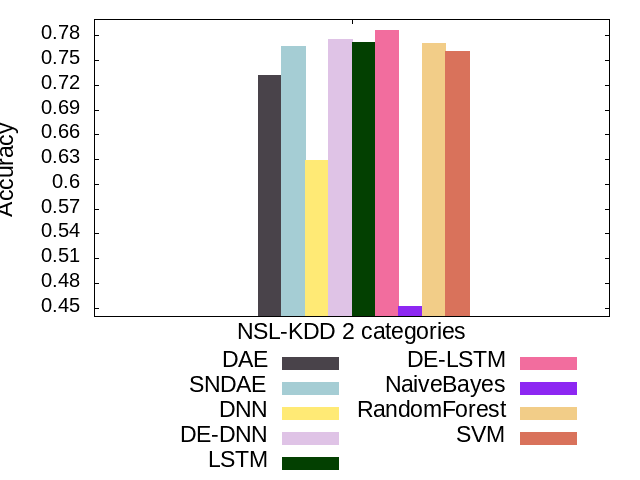 0.78
0.75
0.72
0.69
0.66
0.63
0.6
0.57
0.54
0.51
0.48
0.45
Accuracy
NSL-KDD 2 categories
DAE
SNDAE
DNN
DE-DNN
LSTM
DE-LSTM
NaiveBayes
RandomForest
SVM